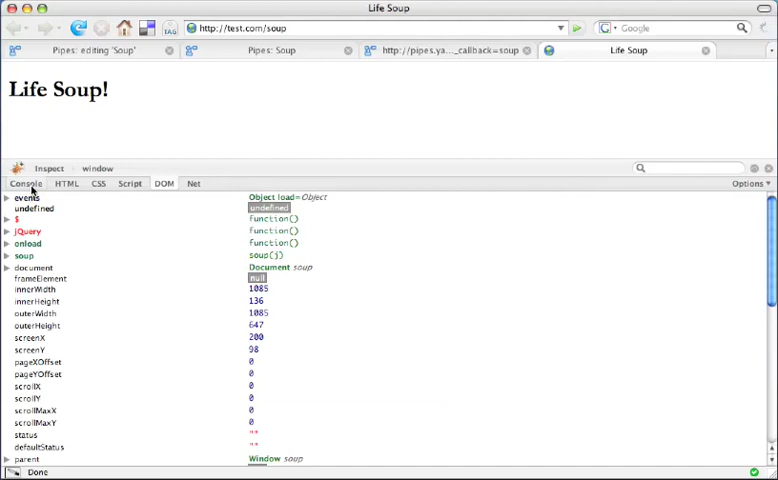 Life Soup
http://test.com/soup
Google
TAG
Pipes: editing 'Soup'
Pipes: Soup
http://pipes.ya..._callback=soup
Life Soup
Life Soup!
Inspect window
Console HTML CSS Script DOM Net Options
events Object load=Object
undefined undefined
$ function()
jQuery function()
onload function()
soup soup(j)
document Document soup
frameElement null
innerWidth 1085
innerHeight 136
outerWidth 1085
outerHeight 647
screenX 200
screenY 98
pageXOffset 0
pageYOffset 0
scrollX 0
scrollY 0
scrollMaxX 0
scrollMaxY 0
status ""
defaultStatus ""
parent Window soup
Done